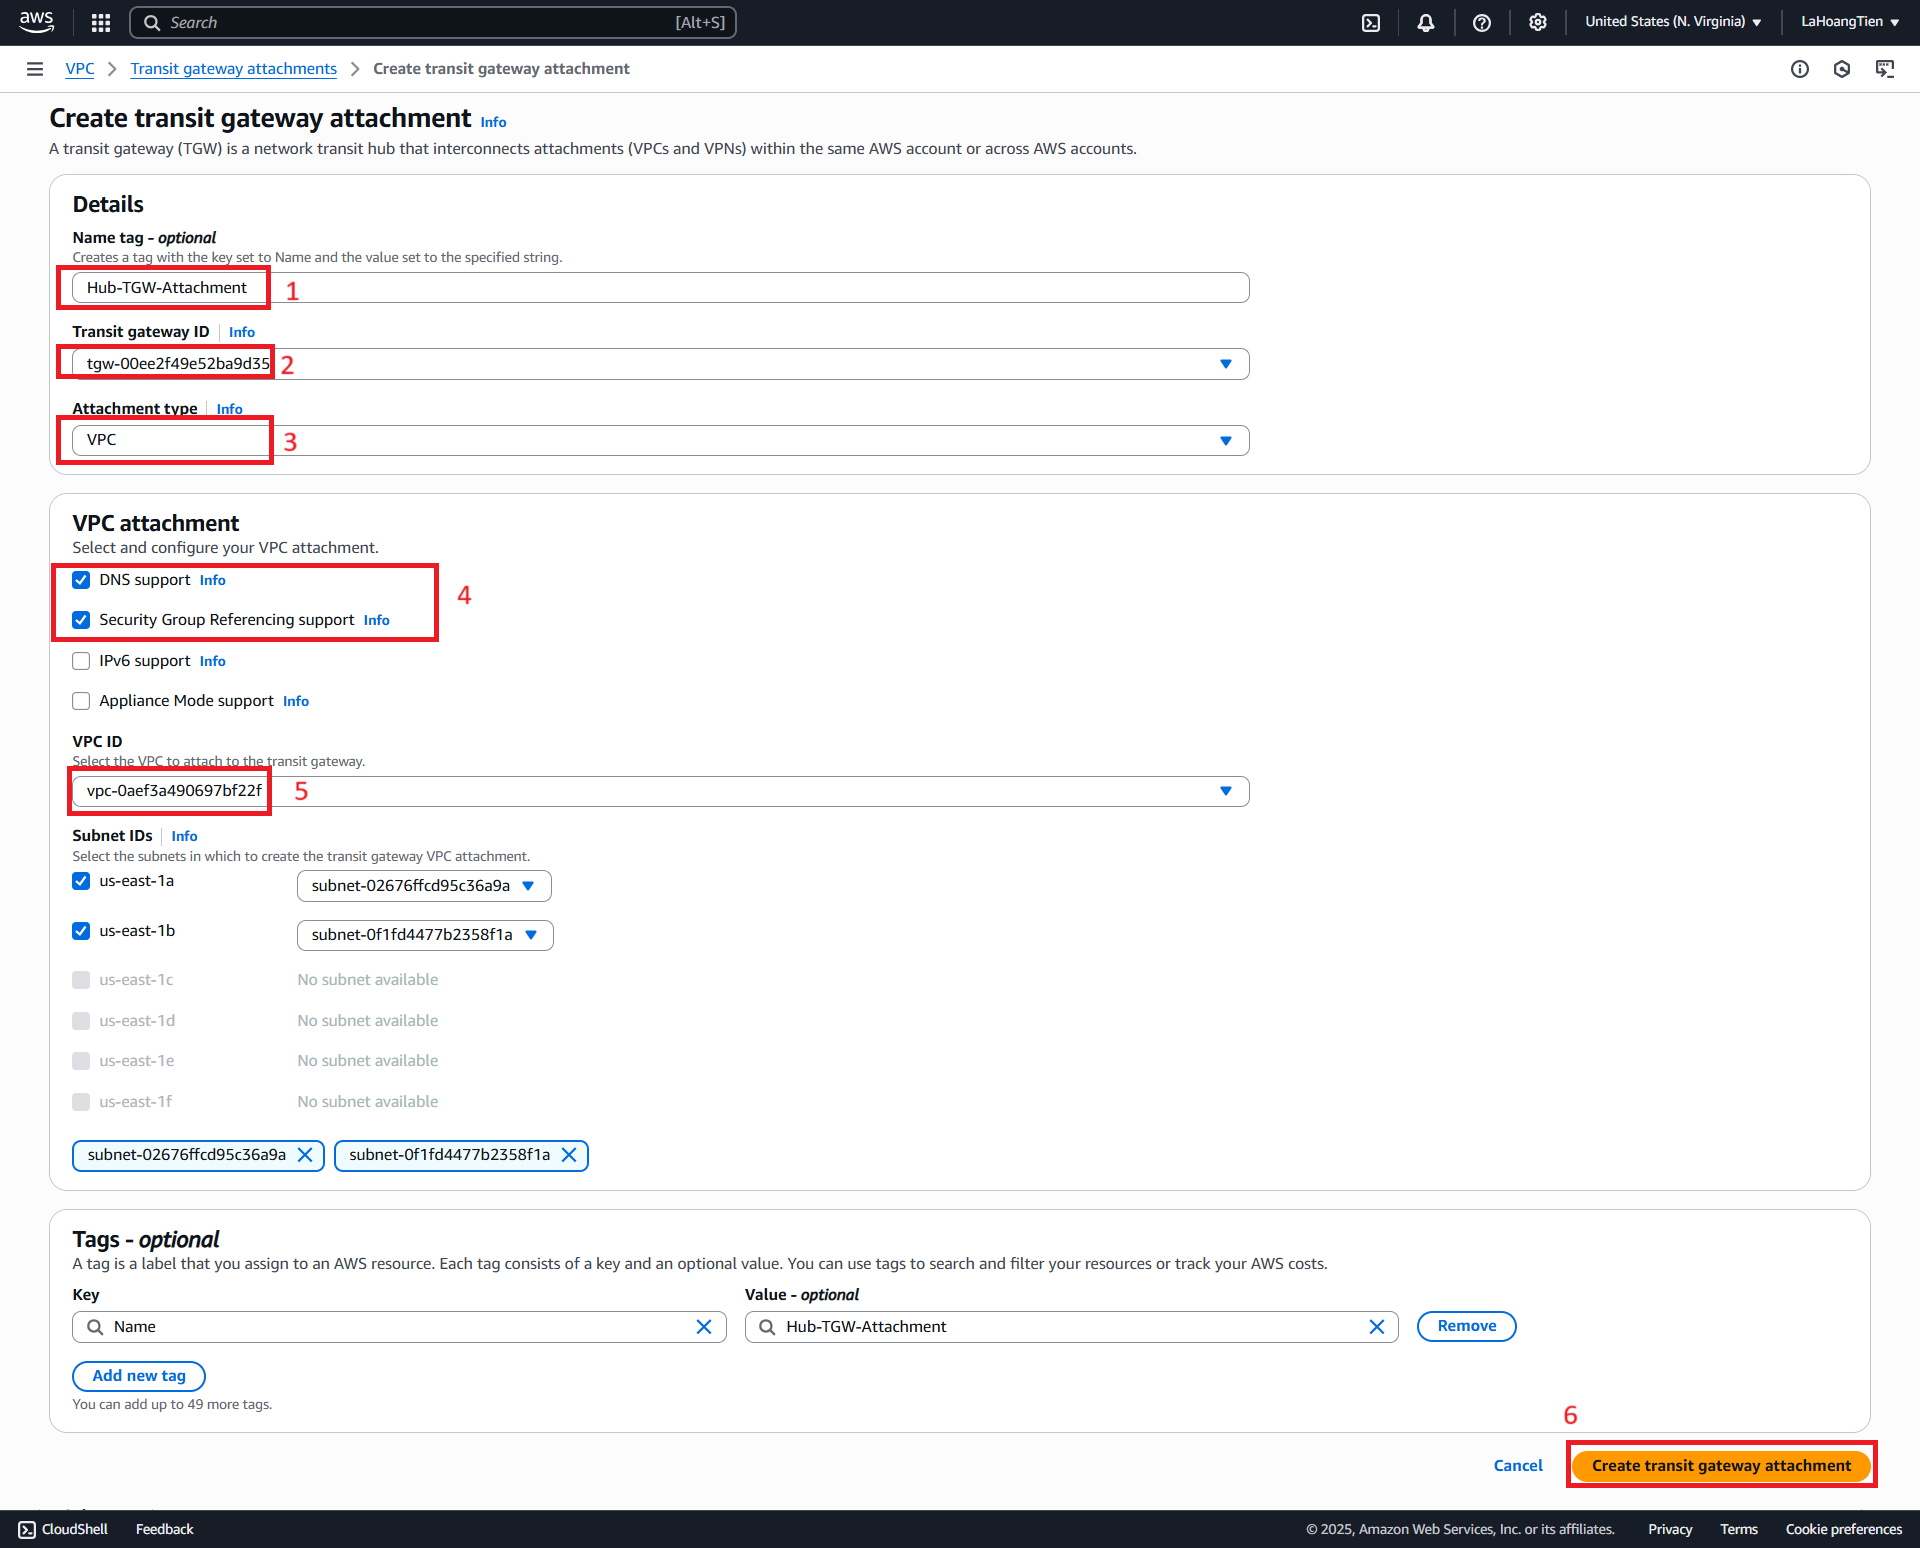 aws
Search [Alt+S]
United States (N. Virginia)
LaHoangTien
VPC
Transit gateway attachments
Create transit gateway attachment
Create transit gateway attachment Info
A transit gateway (TGW) is a network transit hub that interconnects attachments (VPCs and VPNs) within the same AWS account or across AWS accounts.
Details
Name tag - optional
Creates a tag with the key set to Name and the value set to the specified string.
Hub-TGW-Attachment 1
Transit gateway ID Info
tgw-00ee2f49e52ba9d35 2
Attachment type Info
VPC 3
VPC attachment
Select and configure your VPC attachment.
DNS support Info
4
Security Group Referencing support Info
IPv6 support Info
Appliance Mode support Info
VPC ID
Select the VPC to attach to the transit gateway.
vpc-0aef3a490697bf22f 5
Subnet IDs Info
Select the subnets in which to create the transit gateway VPC attachment.
us-east-1a subnet-02676ffcd95c36a9a
us-east-1b subnet-0f1fd4477b2358f1a
us-east-1c No subnet available
us-east-1d No subnet available
us-east-1e No subnet available
us-east-1f No subnet available
subnet-02676ffcd95c36a9a subnet-0f1fd4477b2358f1a
Tags - optional
A tag is a label that you assign to an AWS resource. Each tag consists of a key and an optional value. You can use tags to search and filter your resources or track your AWS costs.
Key Value - optional
Name Hub-TGW-Attachment Remove
Add new tag
You can add up to 49 more tags.
6
Cancel Create transit gateway attachment
CloudShell Feedback © 2025, Amazon Web Services, Inc. or its affiliates. Privacy Terms Cookie preferences